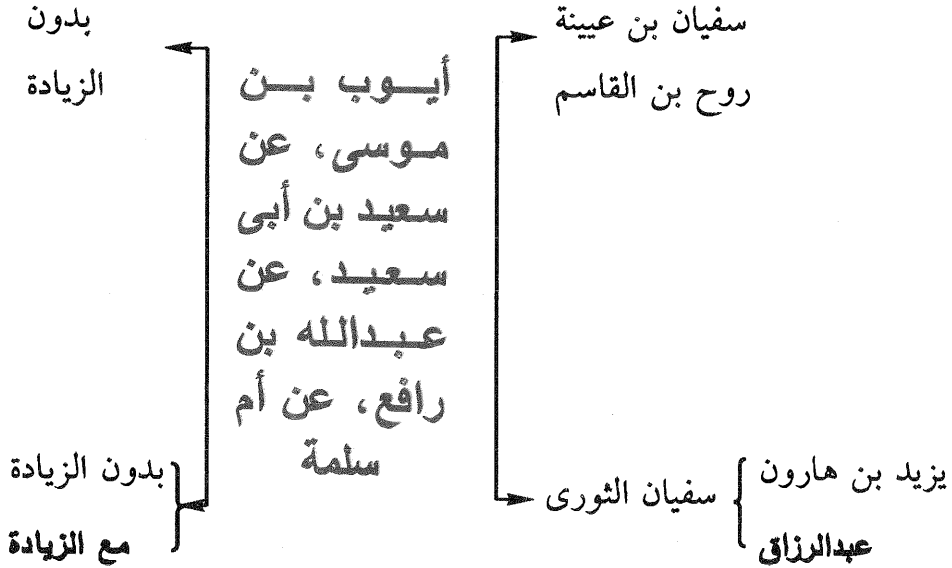 سفيان بن عيينة
روح بن القاسم
يزيد بن هارون
عبدالرزاق
سفيان الثورى
أيوب بن
موسى، عن
سعيد بن أبى
سعيد، عن
عبدالله بن
رافع، عن أم
سلمة
بدون
الزيادة
بدون الزيادة
مع الزيادة